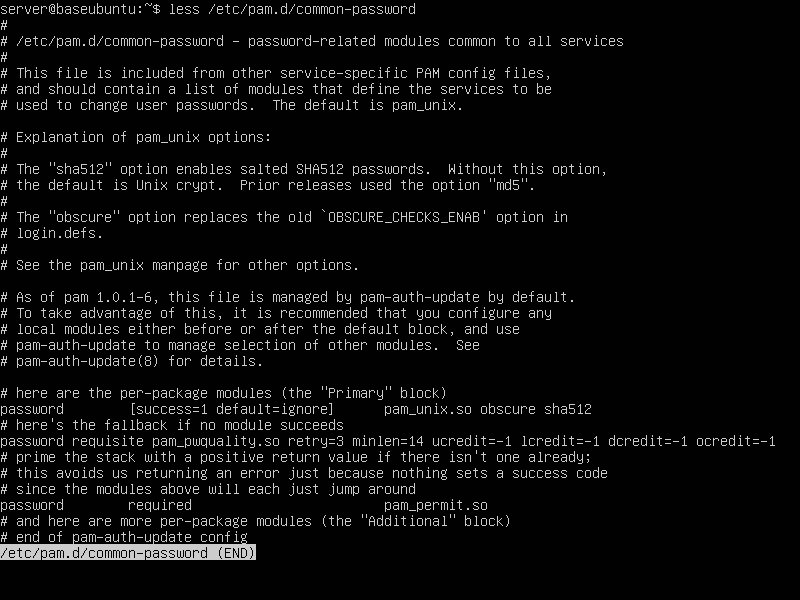 server@baseubuntu:~$ less /etc/pam.d/common-password
#
# /etc/pam.d/common-password - password-related modules common to all services
#
# This file is included from other service-specific PAM config files,
# and should contain a list of modules that define the services to be
# used to change user passwords.  The default is pam_unix.

# Explanation of pam_unix options:
#
# The "sha512" option enables salted SHA512 passwords.  Without this option,
# the default is Unix crypt.  Prior releases used the option "md5".
#
# The "obscure" option replaces the old `OBSCURE_CHECKS_ENAB' option in
# login.defs.
#
# See the pam_unix manpage for other options.

# As of pam 1.0.1-6, this file is managed by pam-auth-update by default.
# To take advantage of this, it is recommended that you configure any
# local modules either before or after the default block, and use
# pam-auth-update to manage selection of other modules.  See
# pam-auth-update(8) for details.

# here are the per-package modules (the "Primary" block)
password        [success=1 default=ignore]      pam_unix.so obscure sha512
# here's the fallback if no module succeeds
password requisite pam_pwquality.so retry=3 minlen=14 ucredit=-1 lcredit=-1 dcredit=-1 ocredit=-1
# prime the stack with a positive return value if there isn't one already;
# this avoids us returning an error just because nothing sets a success code
# since the modules above will each just jump around
password        required                        pam_permit.so
# and here are more per-package modules (the "Additional" block)
# end of pam-auth-update config
/etc/pam.d/common-password (END)